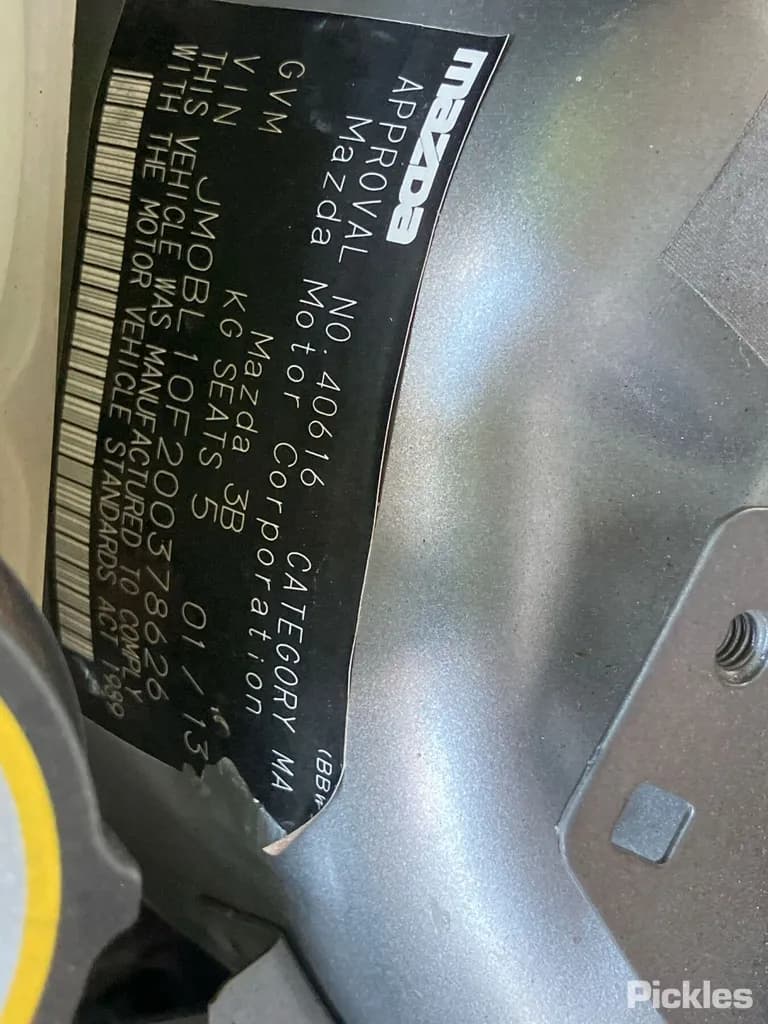 mazda
APPROVAL NO:40616 CATEGORY MA
Mazda Motor Corporation
Mazda 3B
GVM KG SEATS 5
VIN JM0BL10F200378626 01/13
THIS VEHICLE WAS MANUFACTURED TO COMPLY
WITH THE MOTOR VEHICLE STANDARDS ACT 1989
Pickles